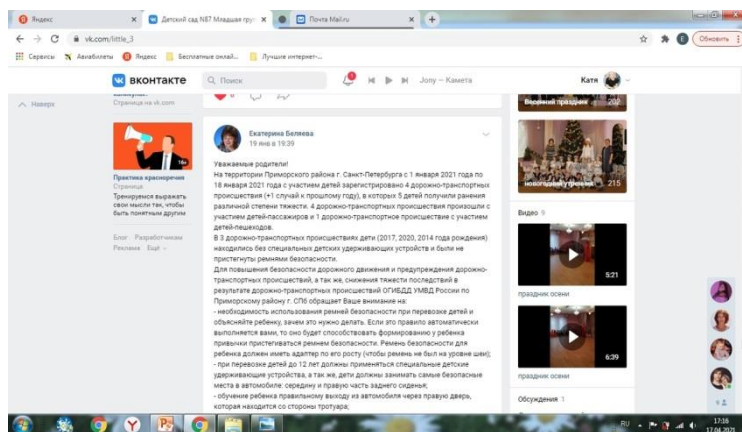 Яндекс
Детский сад N87 Младшая гру
Почта Mail.ru
vk.com/little_3
Обновить
Сервисы
Авиабилеты
Яндекс
Бесплатные онлай...
Лучшие интернет-...
вконтакте
Поиск
Jony – Камета
Катя
Наверх
Страница на vk.com
18+
Практика красноречия
Страница
Тренируемся выражать
свои мысли так, чтобы
быть понятным другим
Блог Разработчикам
Реклама Ещё
Екатерина Беляева
19 янв в 19:39
Уважаемые родители!
На территории Приморского района г. Санкт-Петербурга с 1 января 2021 года по
18 января 2021 года с участием детей зарегистрировано 4 дорожно-транспортных
происшествия (+1 случай к прошлому году), в которых 5 детей получили ранения
различной степени тяжести. 4 дорожно-транспортных происшествия произошли с
участием детей-пассажиров и 1 дорожно-транспортное происшествие с участием
детей-пешеходов.
В 3 дорожно-транспортных происшествиях дети (2017, 2020, 2014 года рождения)
находились без специальных детских удерживающих устройств и были не
пристегнуты ремнями безопасности.
Для повышения безопасности дорожного движения и предупреждения дорожно-
транспортных происшествий, а так же, снижения тяжести последствий в
результате дорожно-транспортных происшествий ОГИБДД УМВД России по
Приморскому району г. СПб обращает Ваше внимание на:
- необходимость использования ремней безопасности при перевозке детей и
объясняйте ребенку, зачем это нужно делать. Если это правило автоматически
выполняется вами, то оно будет способствовать формированию у ребенка
привычки пристегиваться ремнем безопасности. Ремень безопасности для
ребенка должен иметь адаптер по его росту (чтобы ремень не был на уровне шеи);
- при перевозке детей до 12 лет должны применяться специальные детские
удерживающие устройства, а так же, дети должны занимать самые безопасные
места в автомобиле: середину и правую часть заднего сиденья;
- обучение ребенка правильному выходу из автомобиля через правую дверь,
которая находится со стороны тротуара;
праздник 202
новогодний утренник 215
Видео 9
5:21
праздник осени
6:39
праздник осени
Обсуждения 1
9
RU
17:16
17.04.2021